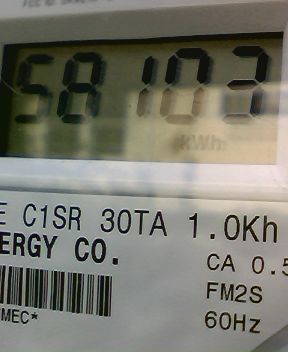 58103
kWh
E C1SR 30TA 1.0Kh
ERGY CO.
CA 0.5
FM2S
MEC*
60Hz